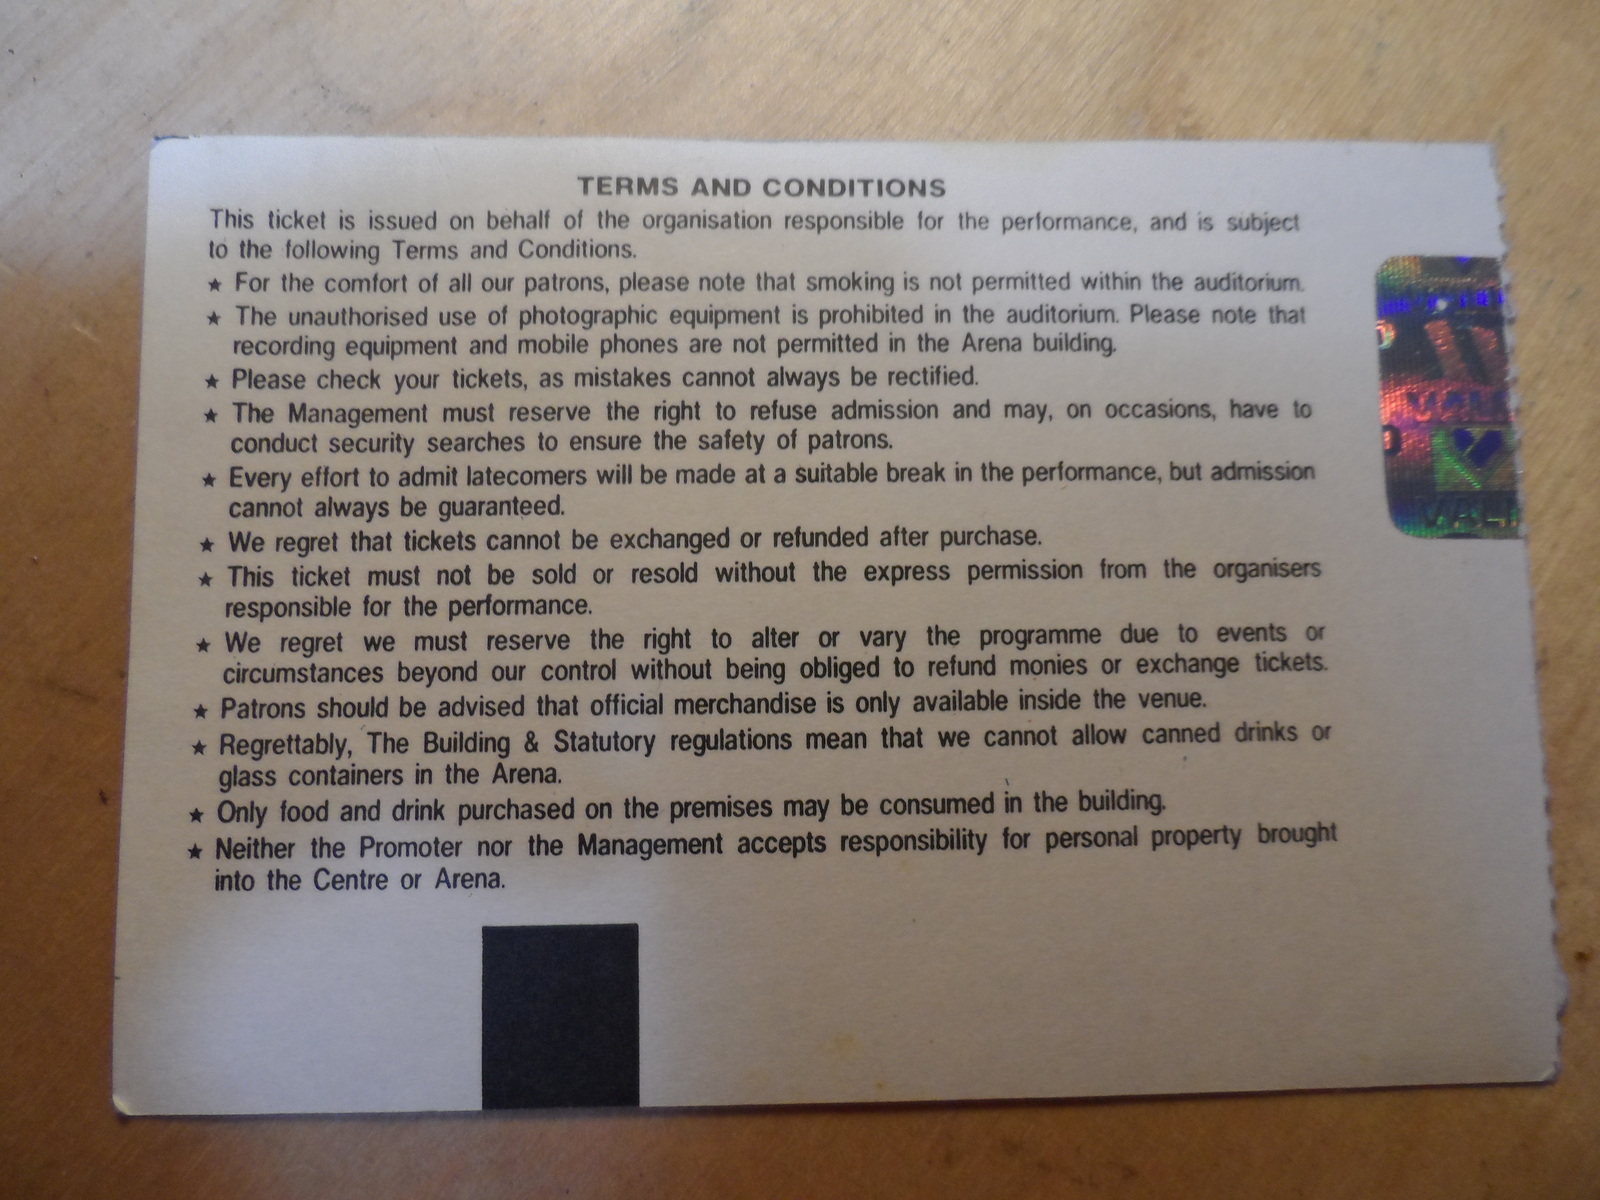 TERMS AND CONDITIONS
This ticket is issued on behalf of the organisation responsible for the performance, and is subject
to the following Terms and Conditions.
★ For the comfort of all our patrons, please note that smoking is not permitted within the auditorium.
★ The unauthorised use of photographic equipment is prohibited in the auditorium. Please note that
recording equipment and mobile phones are not permitted in the Arena building.
★ Please check your tickets, as mistakes cannot always be rectified.
★ The Management must reserve the right to refuse admission and may, on occasions, have to
conduct security searches to ensure the safety of patrons.
★ Every effort to admit latecomers will be made at a suitable break in the performance, but admission
cannot always be guaranteed.
★ We regret that tickets cannot be exchanged or refunded after purchase.
★ This ticket must not be sold or resold without the express permission from the organisers
responsible for the performance.
★ We regret we must reserve the right to alter or vary the programme due to events or
circumstances beyond our control without being obliged to refund monies or exchange tickets.
★ Patrons should be advised that official merchandise is only available inside the venue.
★ Regrettably, The Building & Statutory regulations mean that we cannot allow canned drinks or
glass containers in the Arena.
★ Only food and drink purchased on the premises may be consumed in the building.
★ Neither the Promoter nor the Management accepts responsibility for personal property brought
into the Centre or Arena.